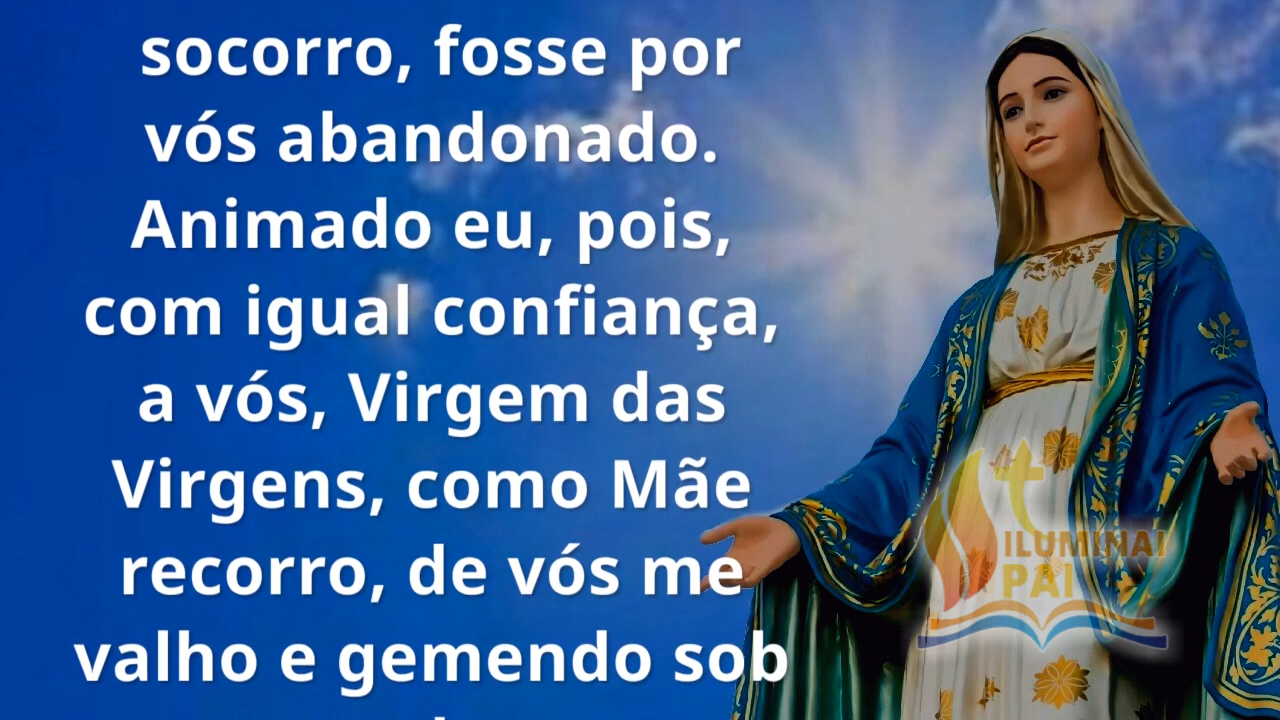 socorro, fosse por
vós abandonado.
Animado eu, pois,
com igual confiança,
a vós, Virgem das
Virgens, como Mãe
recorro, de vós me
valho e gemendo sob
ILUMINAI
PAI